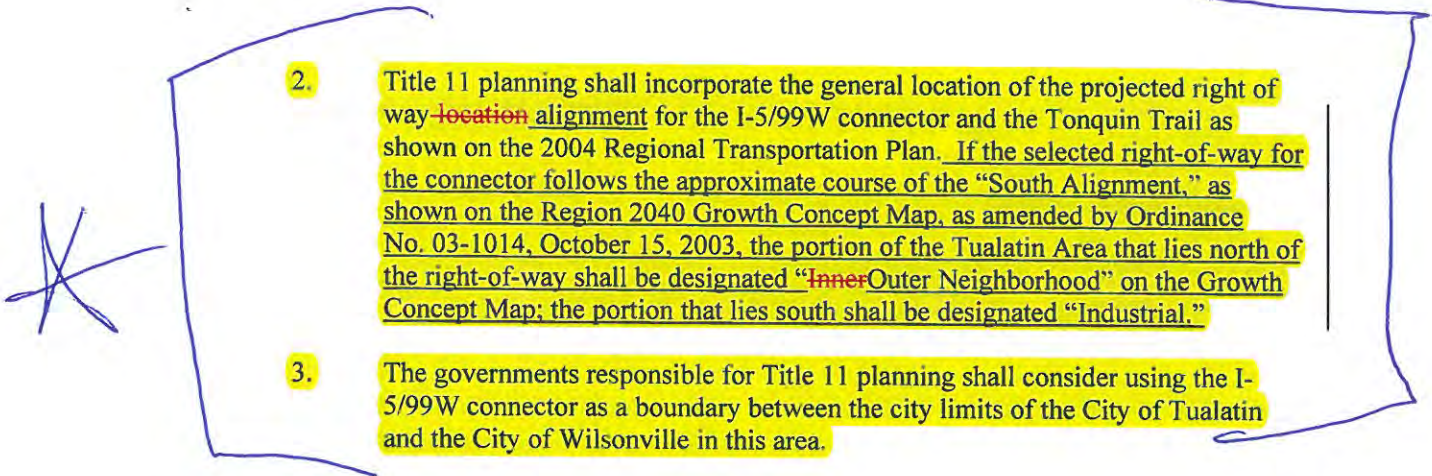 2. Title 11 planning shall incorporate the general location of the projected right of
way location alignment for the I-5/99W connector and the Tonquin Trail as
shown on the 2004 Regional Transportation Plan. If the selected right-of-way for
the connector follows the approximate course of the “South Alignment,” as
shown on the Region 2040 Growth Concept Map, as amended by Ordinance
No. 03-1014, October 15, 2003, the portion of the Tualatin Area that lies north of
the right-of-way shall be designated “InnerOuter Neighborhood” on the Growth
Concept Map; the portion that lies south shall be designated “Industrial.”
3. The governments responsible for Title 11 planning shall consider using the I-
5/99W connector as a boundary between the city limits of the City of Tualatin
and the City of Wilsonville in this area.